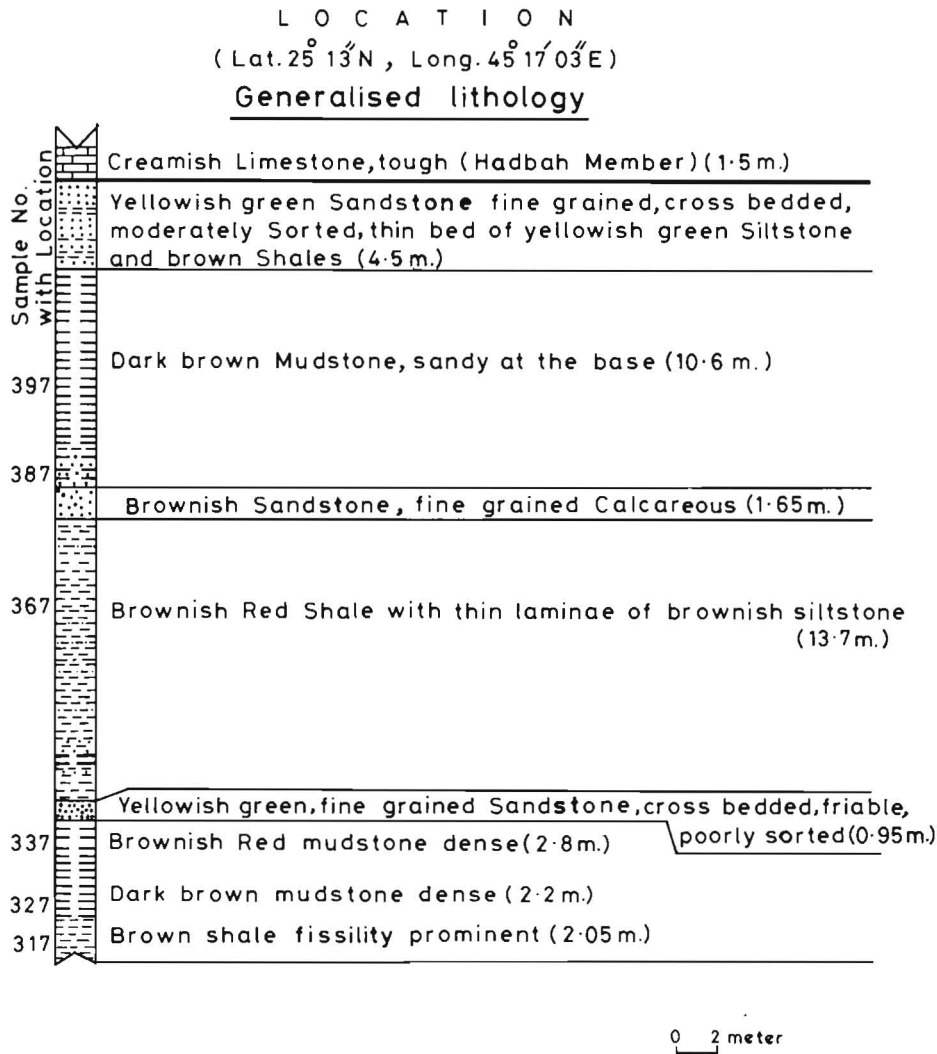 LOCATION
(Lat. 25° 13″N, Long. 45° 17′ 03″E)
Generalised lithology
Sample No.
with Location
Creamish Limestone, tough (Hadbah Member) (1·5 m.)
Yellowish green Sandstone fine grained, cross bedded,
moderately Sorted, thin bed of yellowish green Siltstone
and brown Shales (4·5 m.)
Dark brown Mudstone, sandy at the base (10·6 m.)
397
387
Brownish Sandstone, fine grained Calcareous (1·65 m.)
367
Brownish Red Shale with thin laminae of brownish siltstone
(13·7 m.)
Yellowish green, fine grained Sandstone, cross bedded, friable,
poorly sorted (0·95 m.)
337
Brownish Red mudstone dense (2·8 m.)
Dark brown mudstone dense (2·2 m.)
327
Brown shale fissility prominent (2·05 m.)
317
0 2 meter